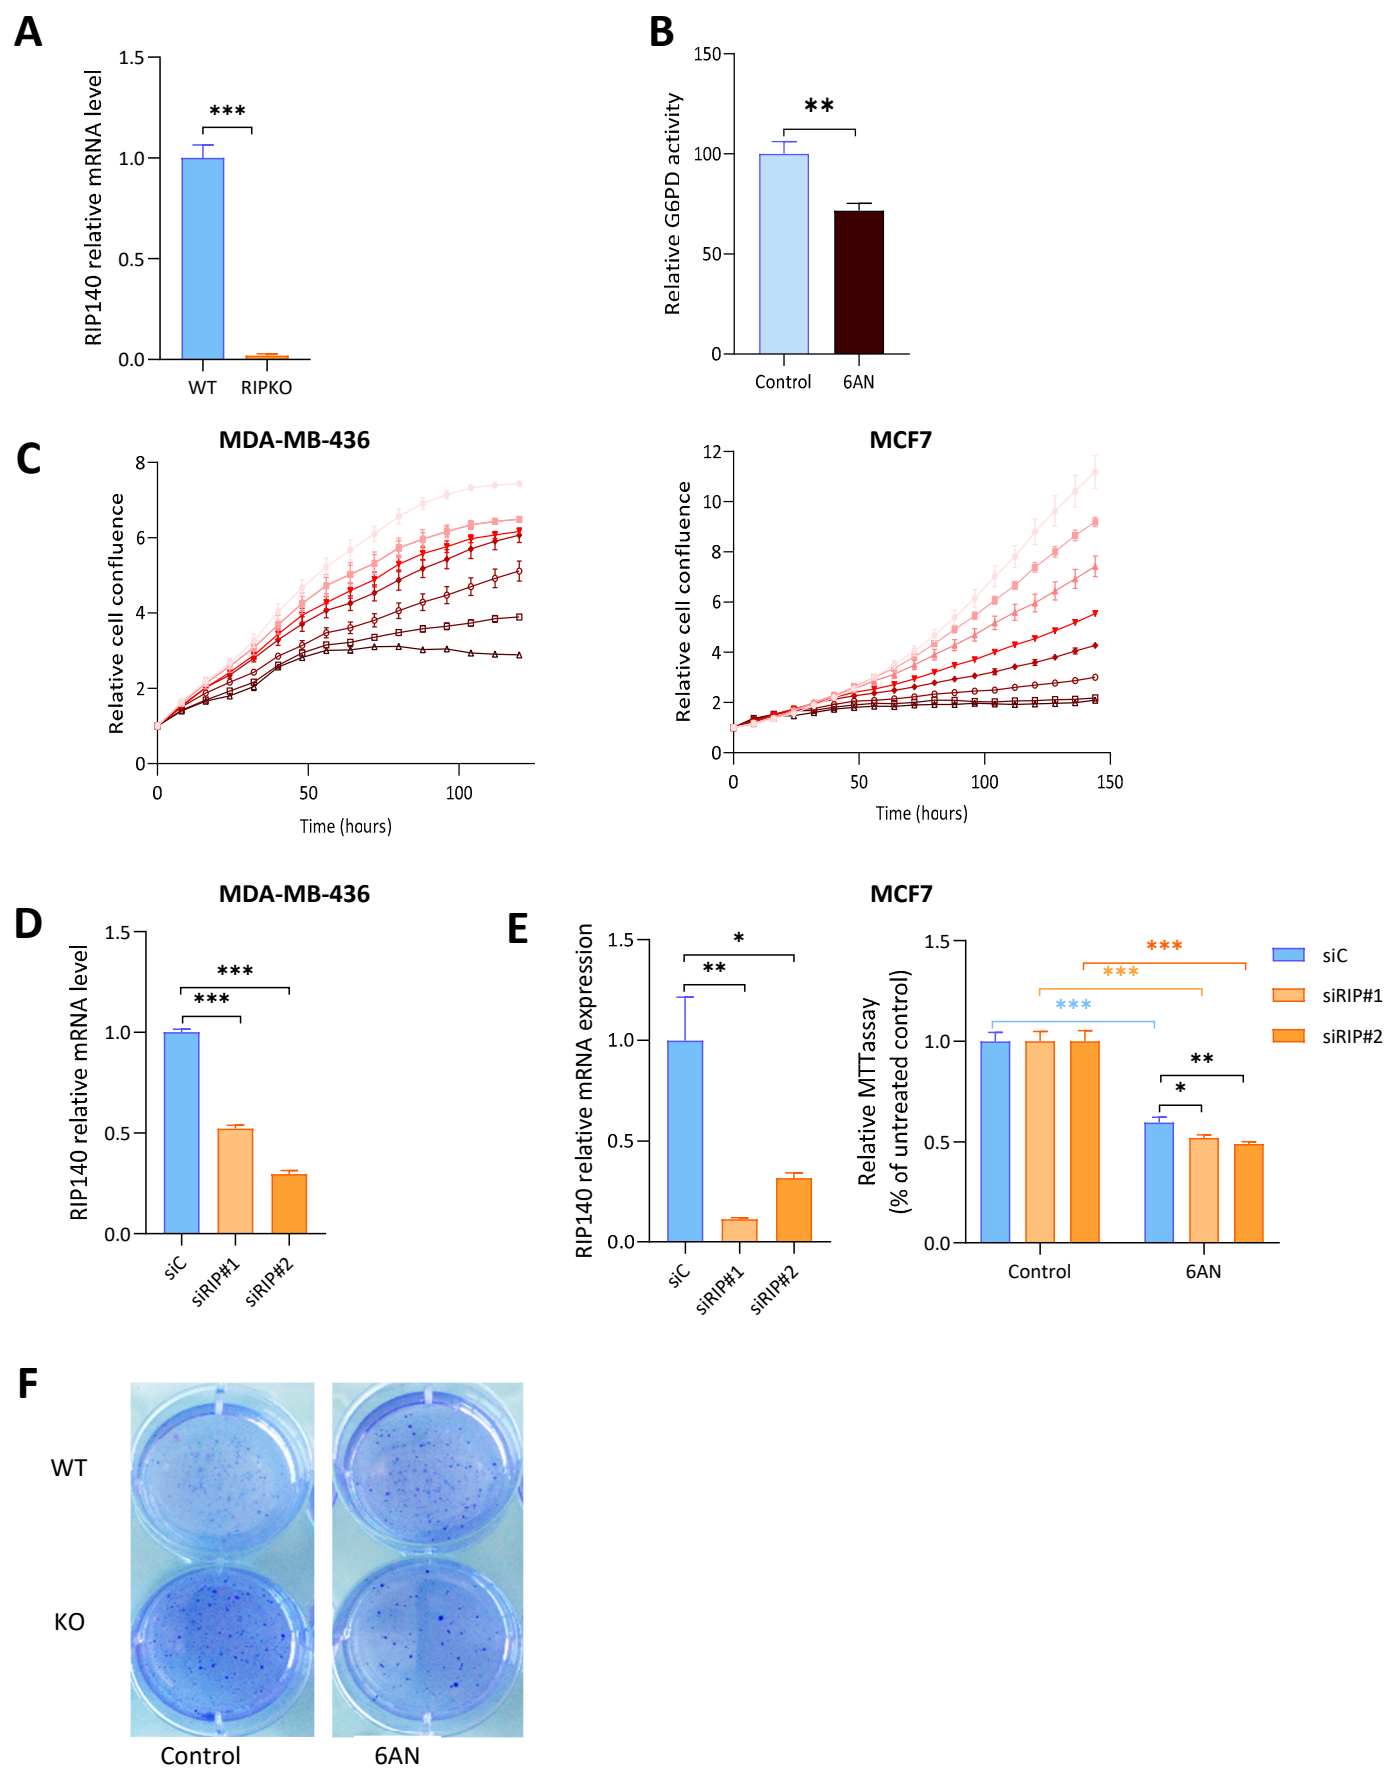 A
RIP140 relative mRNA level
1.5
1.0
0.5
0.0
***
WT
RIPKO
B
Relative G6PD activity
150
100
50
0
**
Control
6AN
C
MDA-MB-436
Relative cell confluence
8
6
4
2
0
0
50
100
Time (hours)
MCF7
Relative cell confluence
12
10
8
6
4
2
0
0
50
100
150
Time (hours)
D
MDA-MB-436
RIP140 relative mRNA level
1.5
1.0
0.5
0.0
***
***
siC
siRIP#1
siRIP#2
E
MCF7
RIP140 relative mRNA expression
1.5
1.0
0.5
0.0
*
**
siC
siRIP#1
siRIP#2
Relative MTTassay
(% of untreated control)
1.5
1.0
0.5
0.0
***
***
***
**
*
Control
6AN
siC
siRIP#1
siRIP#2
F
WT
KO
Control
6AN